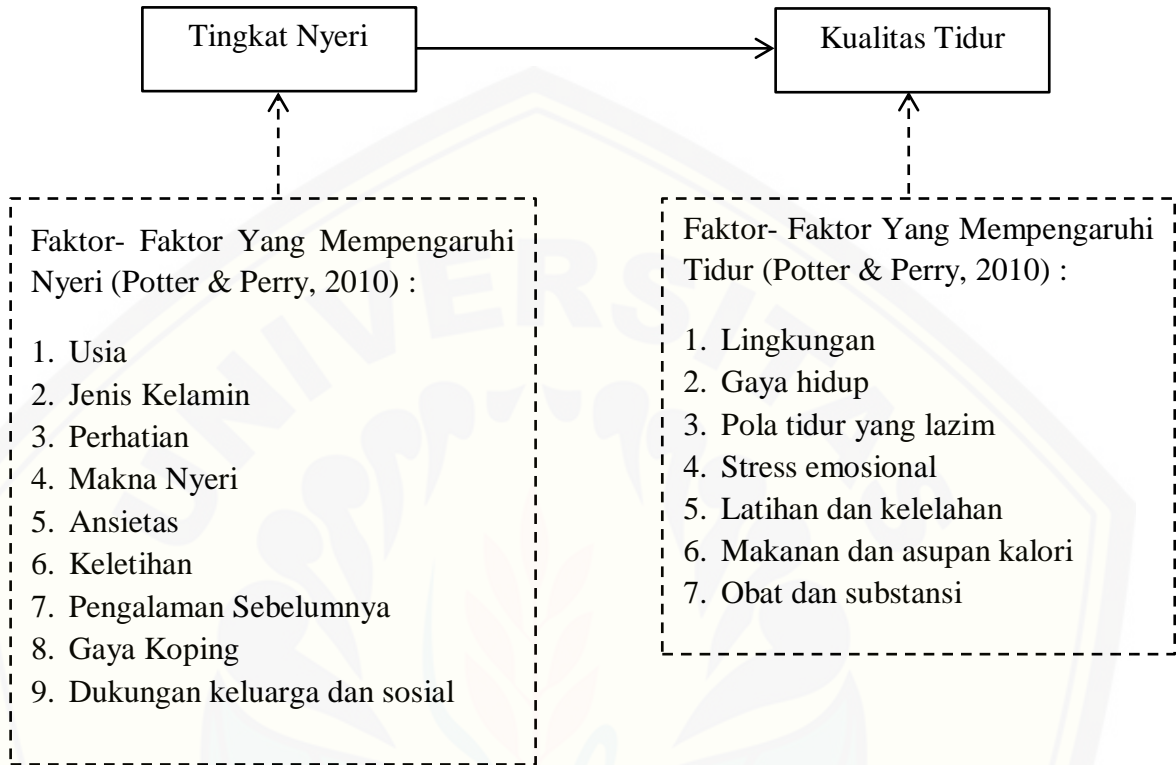 Tingkat Nyeri
Kualitas Tidur
Faktor- Faktor Yang Mempengaruhi
Nyeri (Potter & Perry, 2010) :
1. Usia
2. Jenis Kelamin
3. Perhatian
4. Makna Nyeri
5. Ansietas
6. Keletihan
7. Pengalaman Sebelumnya
8. Gaya Koping
9. Dukungan keluarga dan sosial
Faktor- Faktor Yang Mempengaruhi
Tidur (Potter & Perry, 2010) :
1. Lingkungan
2. Gaya hidup
3. Pola tidur yang lazim
4. Stress emosional
5. Latihan dan kelelahan
6. Makanan dan asupan kalori
7. Obat dan substansi
UNIVERSITAS